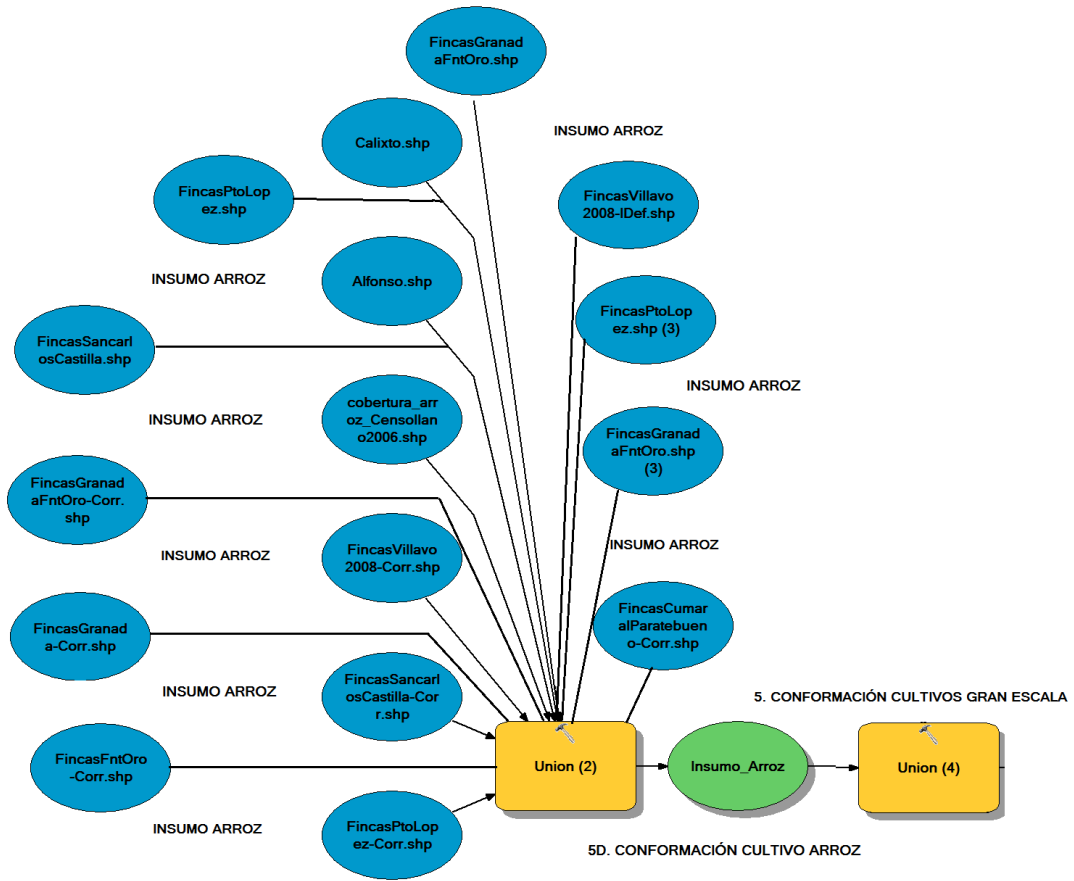 FincasGranad
aFntOro.shp
INSUMO ARROZ
Calixto.shp
FincasPtoLop
ez.shp
FincasVillavo
2008-IDef.shp
INSUMO ARROZ
Alfonso.shp
FincasPtoLop
ez.shp (3)
FincasSancarl
osCastilla.shp
INSUMO ARROZ
cobertura_arr
oz_Censollan
o2006.shp
INSUMO ARROZ
FincasGranad
aFntOro.shp
(3)
FincasGranad
aFntOro-Corr.
shp
INSUMO ARROZ
FincasVillavo
2008-Corr.shp
INSUMO ARROZ
FincasCumar
alParatebuen
o-Corr.shp
FincasGranad
a-Corr.shp
INSUMO ARROZ
FincasSancarl
osCastilla-Cor
r.shp
5. CONFORMACIÓN CULTIVOS GRAN ESCALA
FincasFntOro
-Corr.shp
Union (2)
Insumo_Arroz
Union (4)
INSUMO ARROZ
FincasPtoLop
ez-Corr.shp
5D. CONFORMACIÓN CULTIVO ARROZ